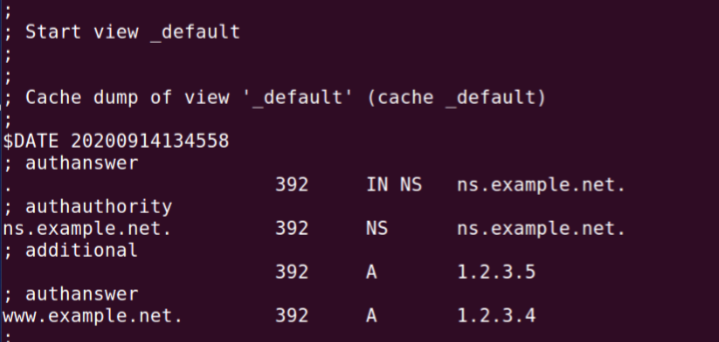 ;
; Start view _default
;
;
; Cache dump of view '_default' (cache _default)
;
$DATE 20200914134558
; authanswer
. 392 IN NS ns.example.net.
; authauthority
ns.example.net. 392 NS ns.example.net.
; additional
392 A 1.2.3.5
; authanswer
www.example.net. 392 A 1.2.3.4
;